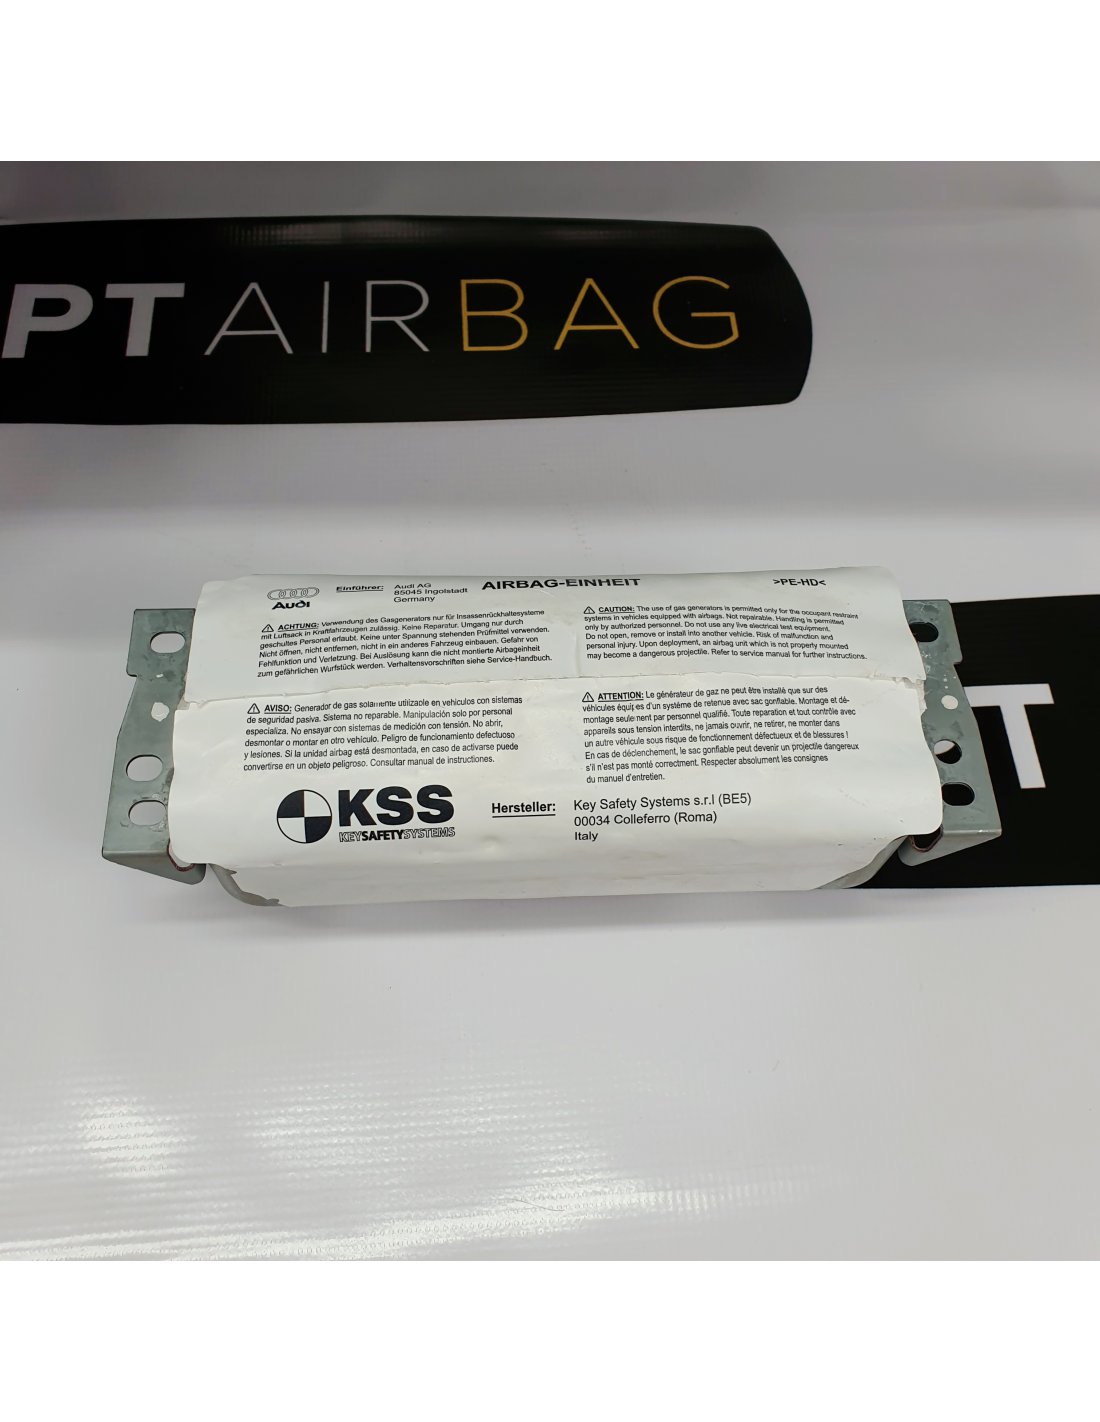 PT AIRBAG
Audi
Einführer: Audi AG
85045 Ingolstadt
Germany
AIRBAG-EINHEIT
>PE-HD<
ACHTUNG: Verwendung des Gasgenerators nur für Insassenrückhaltesysteme
mit Luftsack in Kraftfahrzeugen zulässig. Keine Reparatur. Umgang nur durch
geschultes Personal erlaubt. Keine unter Spannung stehenden Prüfmittel verwenden.
Nicht öffnen, nicht entfernen, nicht in ein anderes Fahrzeug einbauen. Gefahr von
Fehlfunktion und Verletzung. Bei Auslösung kann die nicht montierte Airbageinheit
zum gefährlichen Wurfstück werden. Verhaltensvorschriften siehe Service-Handbuch.
CAUTION: The use of gas generators is permitted only for the occupant restraint
systems in vehicles equipped with airbags. Not repairable. Handling is permitted
only by authorized personnel. Do not use any live electrical test equipment.
Do not open, remove or install into another vehicle. Risk of malfunction and
personal injury. Upon deployment, an airbag unit which is not property mounted
may become a dangerous projectile. Refer to service manual for further instructions.
AVISO: Generador de gas solamente utilizable en vehículos con sistemas
de seguridad pasiva. Sistema no reparable. Manipulación solo por personal
especializa. No ensayar con sistemas de medición con tensión. No abrir,
desmontar o montar en otro vehículo. Peligro de funcionamiento defectuoso
y lesiones. Si la unidad airbag está desmontada, en caso de activarse puede
convertirse en un objeto peligroso. Consultar manual de instrucciones.
ATTENTION: Le générateur de gaz ne peut être installé que sur des
véhicules équipés d'un système de retenue avec sac gonflable. Montage et dé-
montage seulement par personnel qualifié. Toute reparation et tout contrôle avec
appareils sous tension interdits, ne jamais ouvrir, ne retirer, ne monter dans
un autre véhicule sous risque de fonctionnement défectueux et de blessures !
En cas de déclenchement, le sac gonflable peut devenir un projectile dangereux
s'il n'est pas monté correctment. Respecter absolument les consignes
du manuel d'entretien.
KSS
KEYSAFETYSYSTEMS
Hersteller: Key Safety Systems s.r.l (BE5)
00034 Colleferro (Roma)
Italy
T